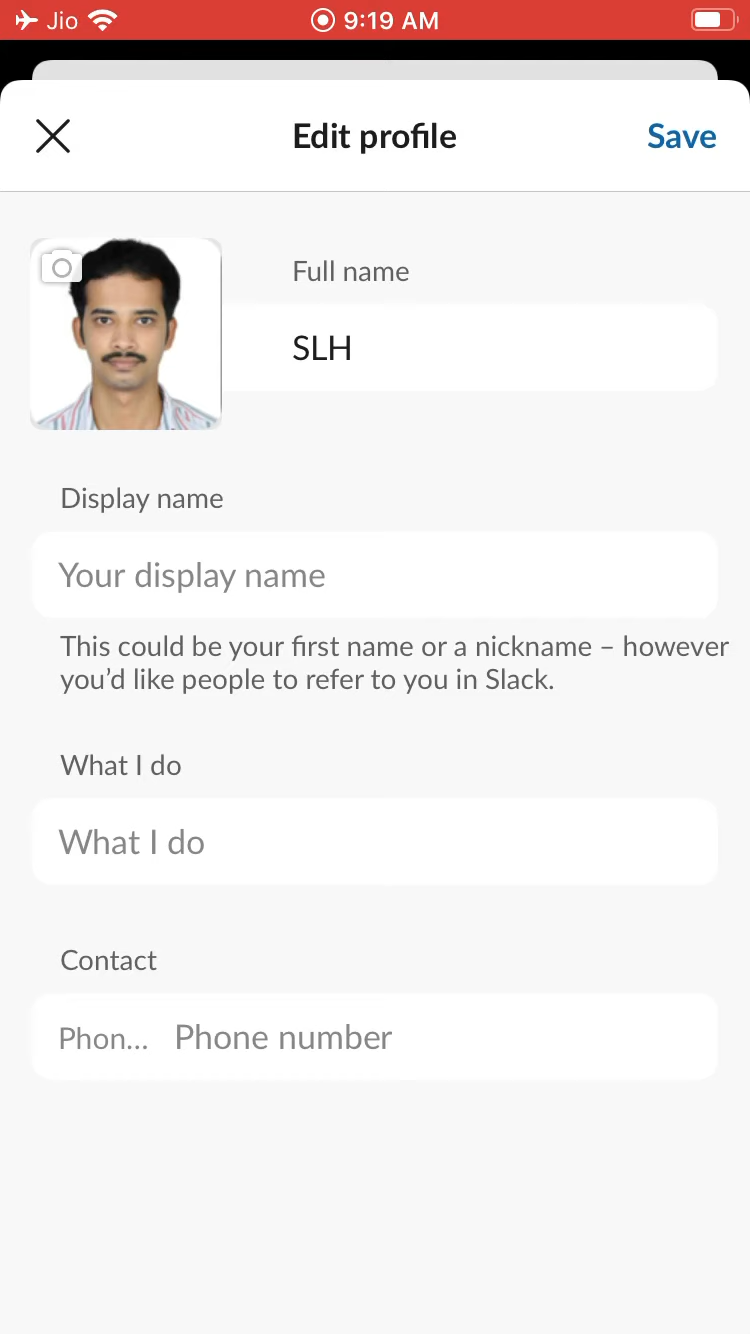 Jio 9:19 AM
Edit profile
Save
Full name
SLH
Display name
Your display name
This could be your first name or a nickname – however
you’d like people to refer to you in Slack.
What I do
What I do
Contact
Phon... Phone number